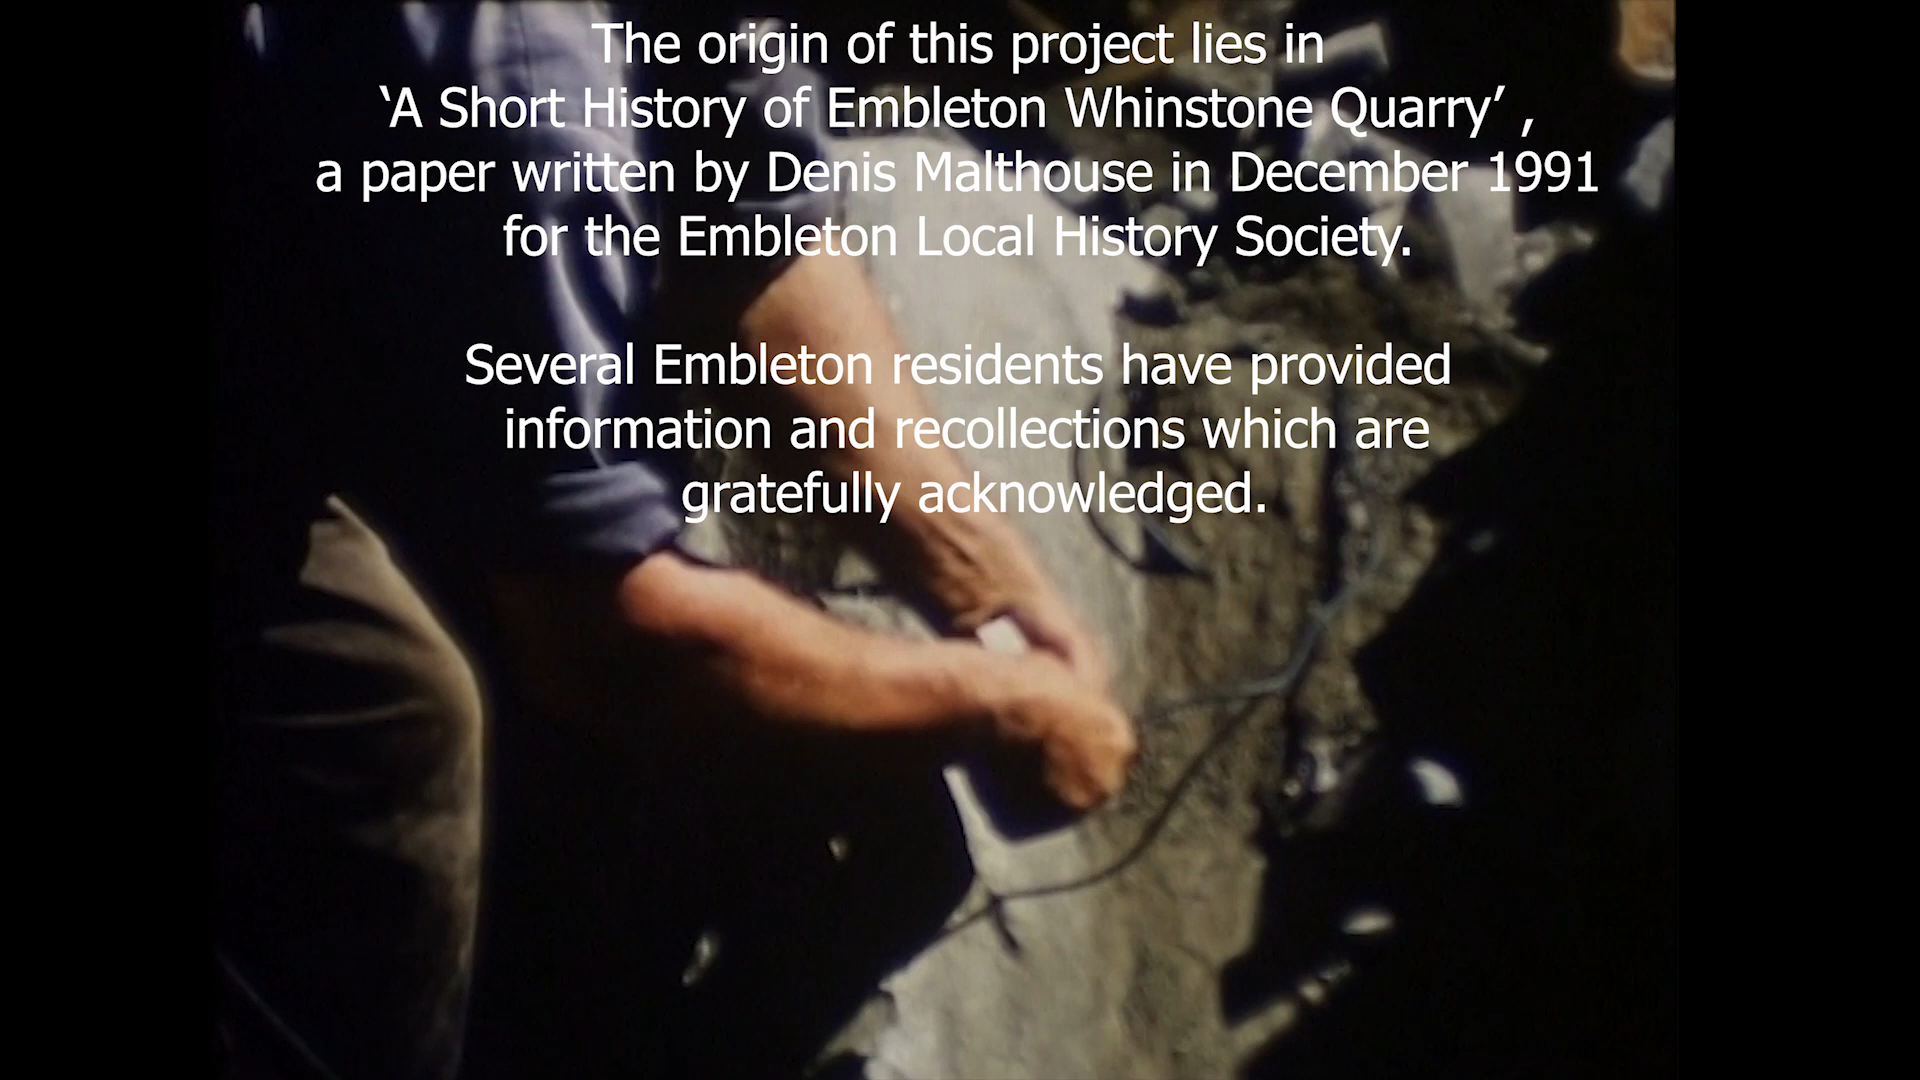 The origin of this project lies in
‘A Short History of Embleton Whinstone Quarry’ ,
a paper written by Denis Malthouse in December 1991
for the Embleton Local History Society.
Several Embleton residents have provided
information and recollections which are
gratefully acknowledged.